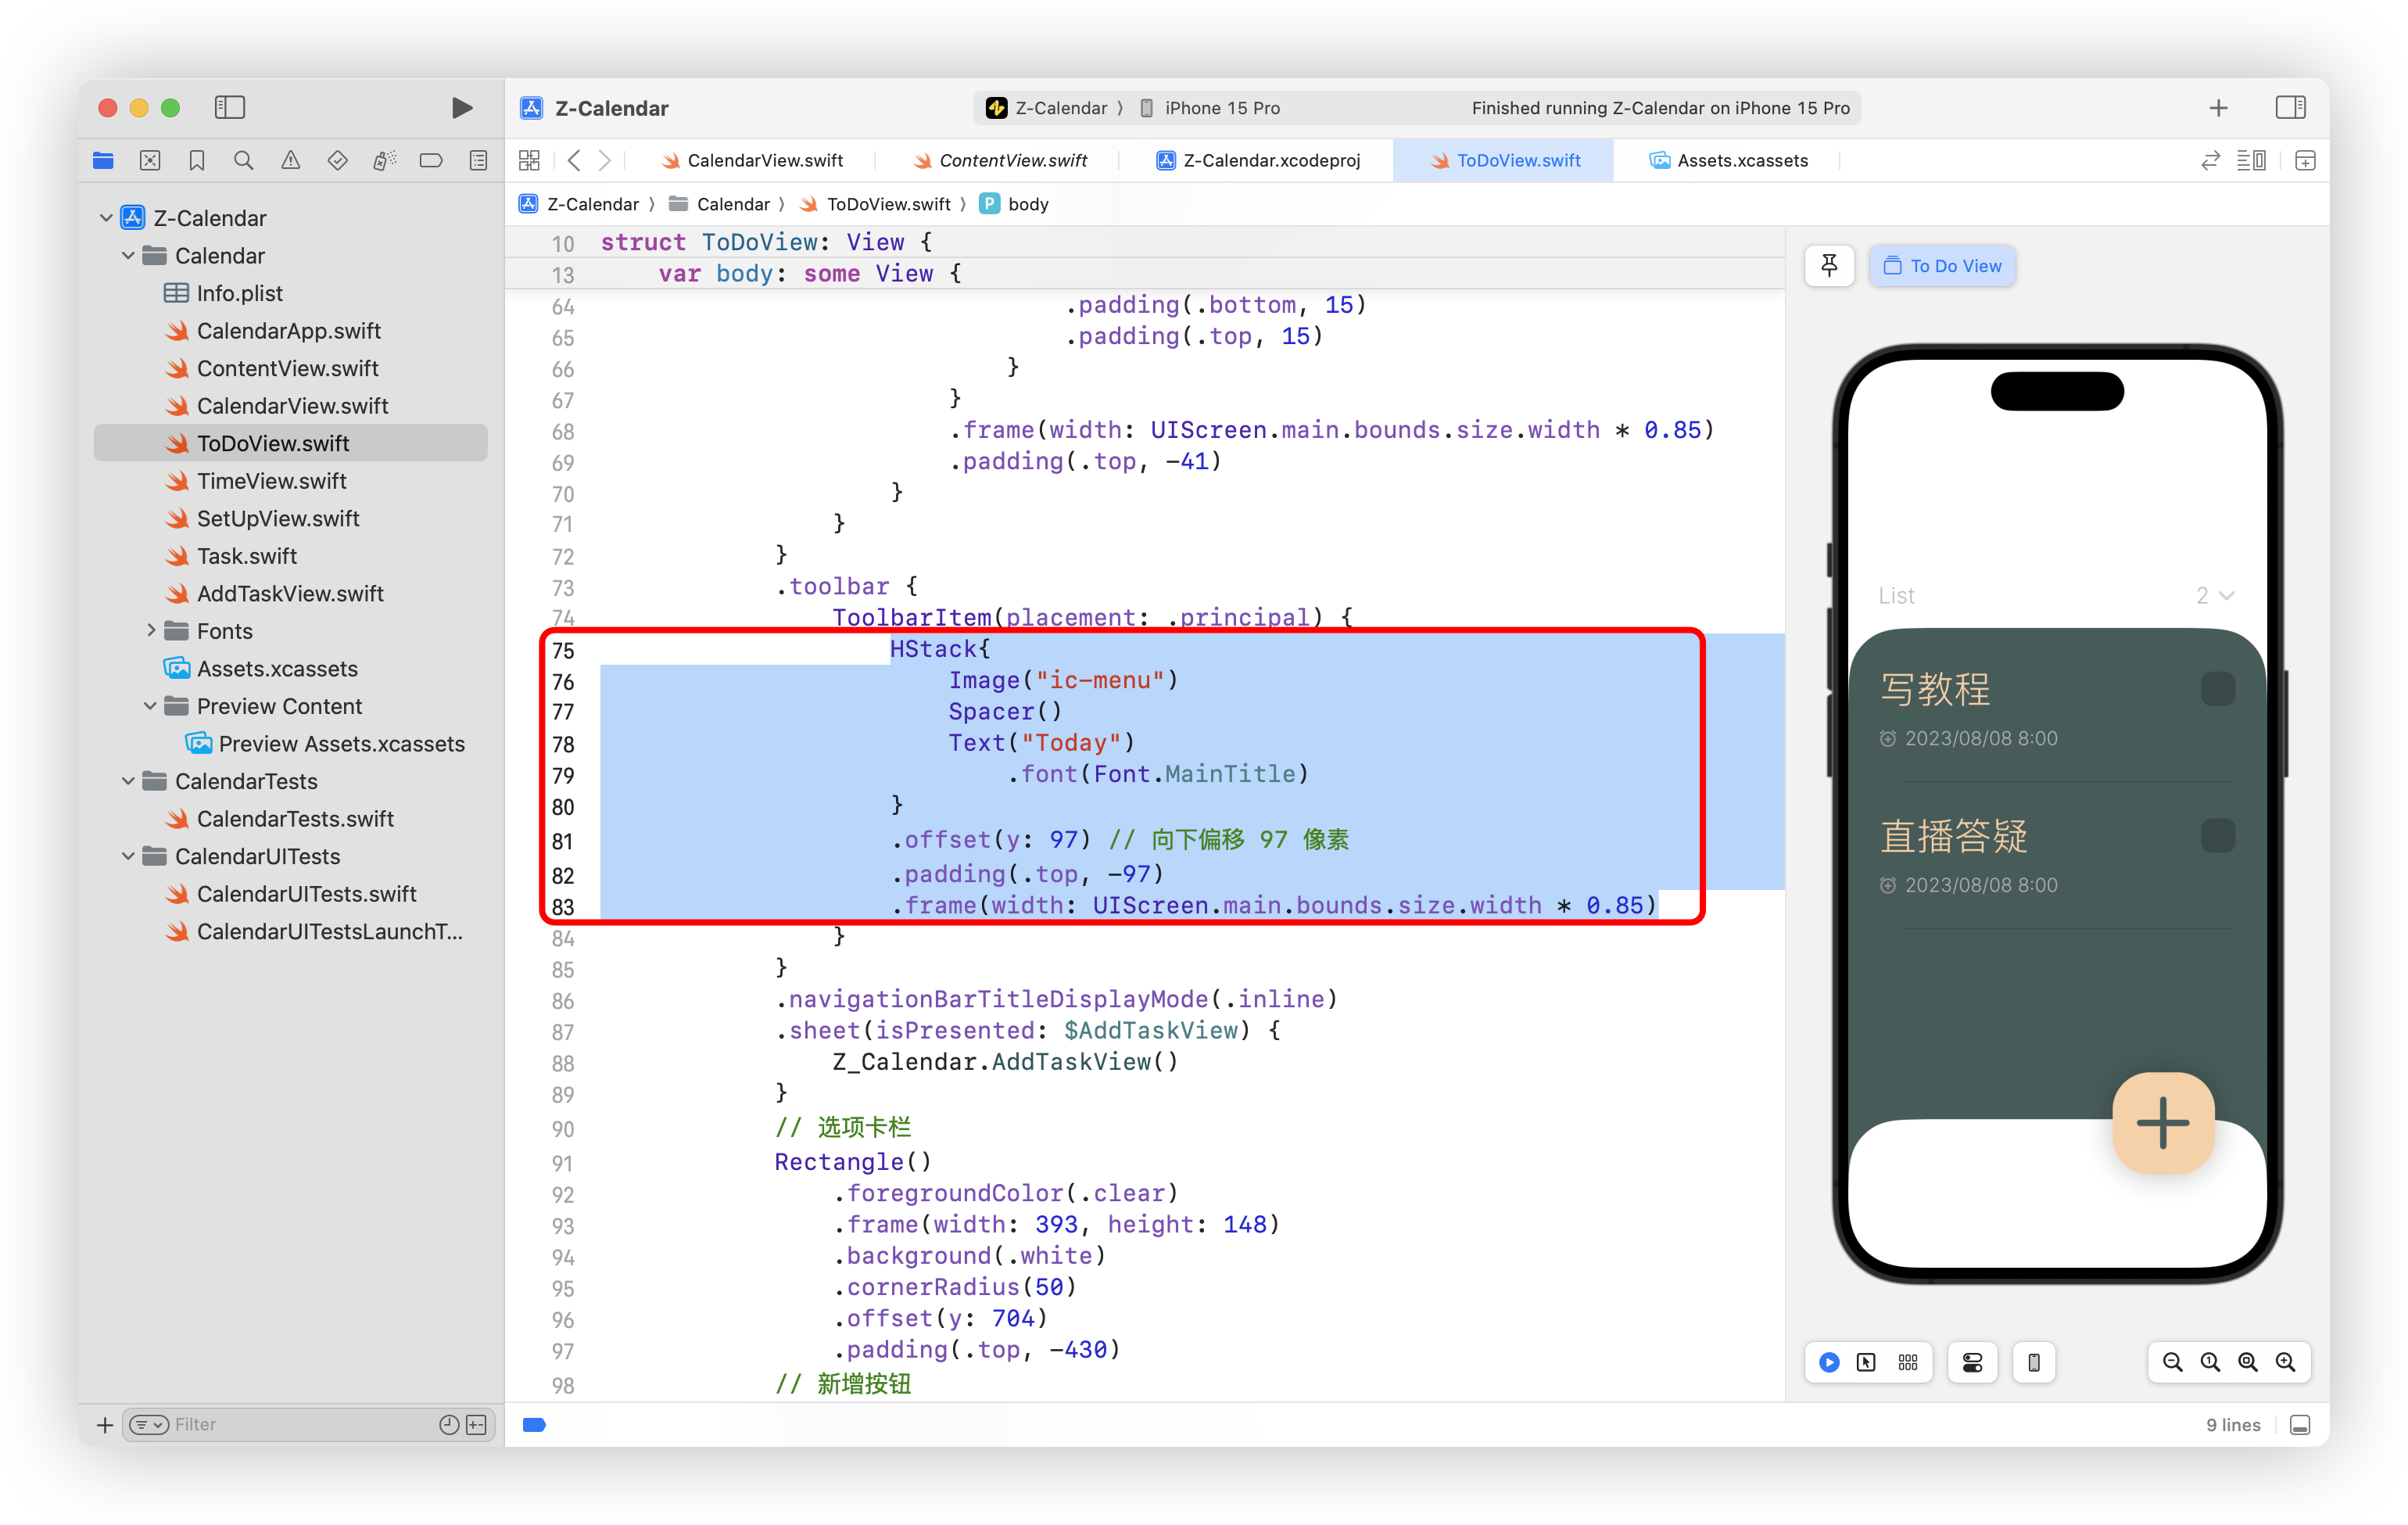 Z-Calendar
Z-Calendar 〉 iPhone 15 Pro
Finished running Z-Calendar on iPhone 15 Pro
CalendarView.swift
ContentView.swift
Z-Calendar.xcodeproj
ToDoView.swift
Assets.xcassets
Z-Calendar 〉 Calendar 〉 ToDoView.swift 〉 P body
Z-Calendar
Calendar
Info.plist
CalendarApp.swift
ContentView.swift
CalendarView.swift
ToDoView.swift
TimeView.swift
SetUpView.swift
Task.swift
AddTaskView.swift
Fonts
Assets.xcassets
Preview Content
Preview Assets.xcassets
CalendarTests
CalendarTests.swift
CalendarUITests
CalendarUITests.swift
CalendarUITestsLaunchT...
Filter
10 struct ToDoView: View {
13 var body: some View {
64 .padding(.bottom, 15)
65 .padding(.top, 15)
66 }
67 }
68 .frame(width: UIScreen.main.bounds.size.width * 0.85)
69 .padding(.top, -41)
70 }
71 }
72 }
73 .toolbar {
74 ToolbarItem(placement: .principal) {
75 HStack{
76 Image("ic-menu")
77 Spacer()
78 Text("Today")
79 .font(Font.MainTitle)
80 }
81 .offset(y: 97) // 向下偏移 97 像素
82 .padding(.top, -97)
83 .frame(width: UIScreen.main.bounds.size.width * 0.85)
84 }
85 }
86 .navigationBarTitleDisplayMode(.inline)
87 .sheet(isPresented: $AddTaskView) {
88 Z_Calendar.AddTaskView()
89 }
90 // 选项卡栏
91 Rectangle()
92 .foregroundColor(.clear)
93 .frame(width: 393, height: 148)
94 .background(.white)
95 .cornerRadius(50)
96 .offset(y: 704)
97 .padding(.top, -430)
98 // 新增按钮
To Do View
List 2
写教程
2023/08/08 8:00
直播答疑
2023/08/08 8:00
9 lines